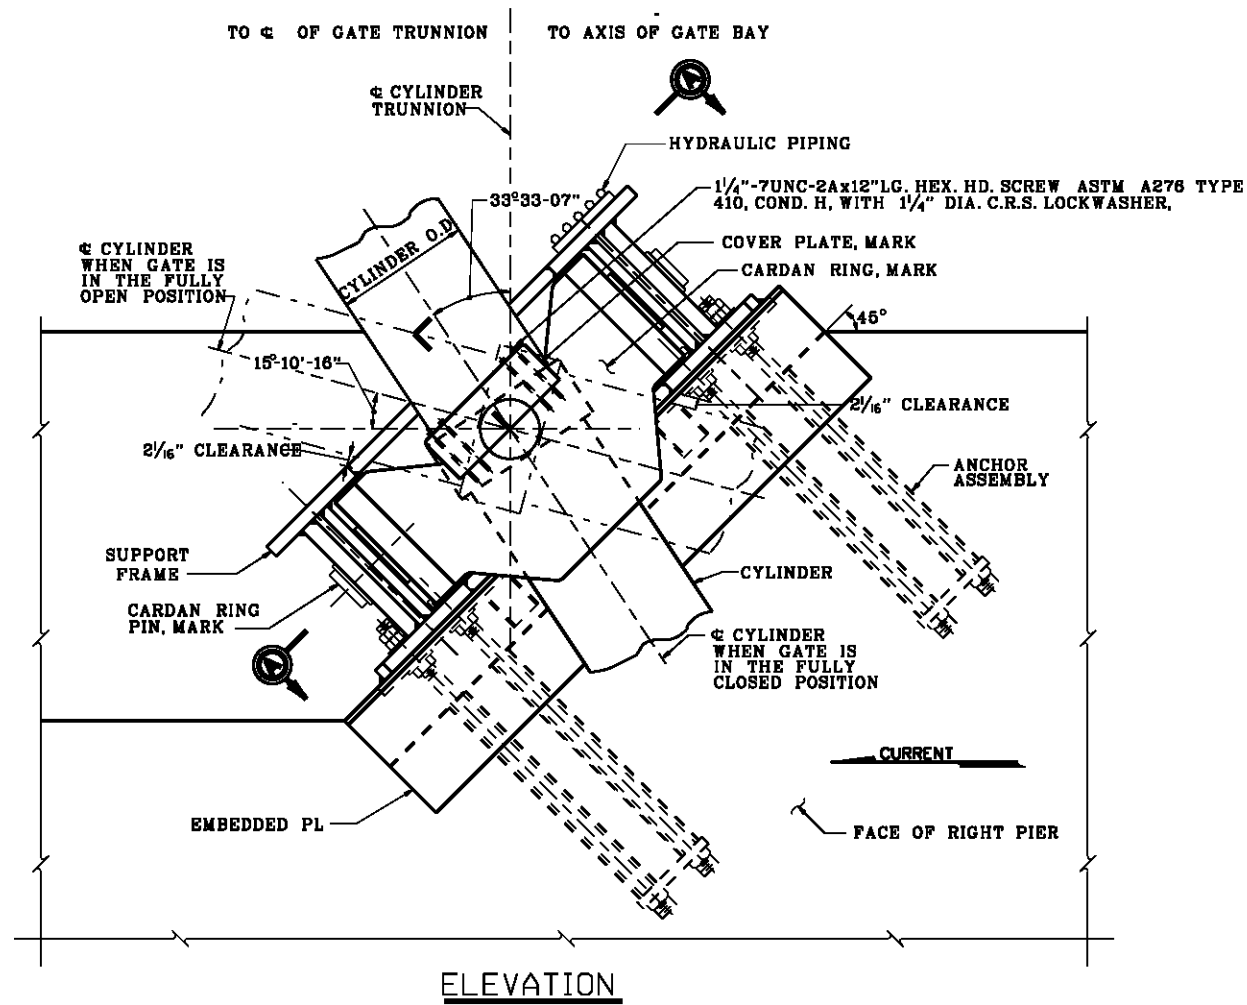 TO ℄ OF GATE TRUNNION
TO AXIS OF GATE BAY
℄ CYLINDER
TRUNNION
HYDRAULIC PIPING
1¼"-7UNC-2Ax12"LG. HEX. HD. SCREW ASTM A276 TYPE
410, COND. H, WITH 1¼" DIA. C.R.S. LOCKWASHER,
33°33-07"
COVER PLATE, MARK
CARDAN RING, MARK
℄ CYLINDER
WHEN GATE IS
IN THE FULLY
OPEN POSITION
CYLINDER O.D.
45°
15°-10'-16"
2 1/16" CLEARANCE
2 1/16" CLEARANCE
ANCHOR
ASSEMBLY
SUPPORT
FRAME
CYLINDER
CARDAN RING
PIN, MARK
℄ CYLINDER
WHEN GATE IS
IN THE FULLY
CLOSED POSITION
CURRENT
EMBEDDED PL
FACE OF RIGHT PIER
ELEVATION